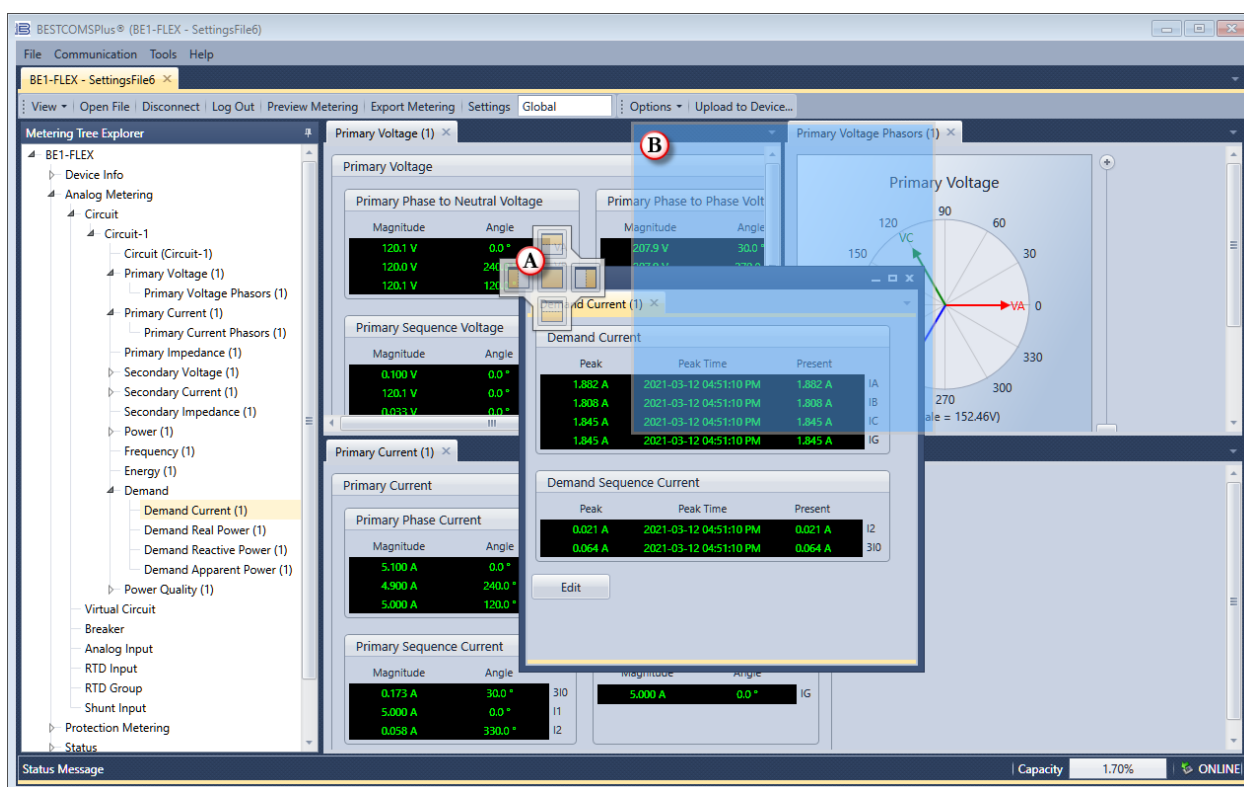 BESTCOMSPlus® (BE1-FLEX - SettingsFile6)
File Communication Tools Help
BE1-FLEX - SettingsFile6
View Open File Disconnect Log Out Preview Metering Export Metering Settings Global Options Upload to Device...
Metering Tree Explorer
BE1-FLEX
Device Info
Analog Metering
Circuit
Circuit-1
Circuit (Circuit-1)
Primary Voltage (1)
Primary Voltage Phasors (1)
Primary Current (1)
Primary Current Phasors (1)
Primary Impedance (1)
Secondary Voltage (1)
Secondary Current (1)
Secondary Impedance (1)
Power (1)
Frequency (1)
Energy (1)
Demand
Demand Current (1)
Demand Real Power (1)
Demand Reactive Power (1)
Demand Apparent Power (1)
Power Quality (1)
Virtual Circuit
Breaker
Analog Input
RTD Input
RTD Group
Shunt Input
Protection Metering
Status
Primary Voltage (1)
Primary Voltage
Primary Phase to Neutral Voltage
Magnitude Angle
120.1 V 0.0 °
120.0 V
120.1 V
Primary Phase to Phase Volt
Magnitude Angle
207.9 V 30.0 °
A
B
Primary Sequence Voltage
Magnitude Angle
0.100 V 0.0 °
120.1 V 0.0 °
0.033 V 0.0 °
Primary Voltage Phasors (1)
Primary Voltage
90
120 60
VC
150 30
VA 0
330
300
270
= 152.46V)
Primary Current (1)
Primary Current
Primary Phase Current
Magnitude Angle
5.100 A 0.0 °
4.900 A 240.0 °
5.000 A 120.0 °
Primary Sequence Current
Magnitude Angle
0.173 A 30.0 ° 3I0
5.000 A 0.0 ° I1
0.058 A 330.0 ° I2
Magnitude Angle
5.000 A 0.0 ° IG
Demand Current (1)
Demand Current
Peak Peak Time Present
1.882 A 2021-03-12 04:51:10 PM 1.882 A IA
1.808 A 2021-03-12 04:51:10 PM 1.808 A IB
1.845 A 2021-03-12 04:51:10 PM 1.845 A IC
1.845 A 2021-03-12 04:51:10 PM 1.845 A IG
Demand Sequence Current
Peak Peak Time Present
0.021 A 2021-03-12 04:51:10 PM 0.021 A I2
0.064 A 2021-03-12 04:51:10 PM 0.064 A 3I0
Edit
Status Message
Capacity 1.70% ONLINE